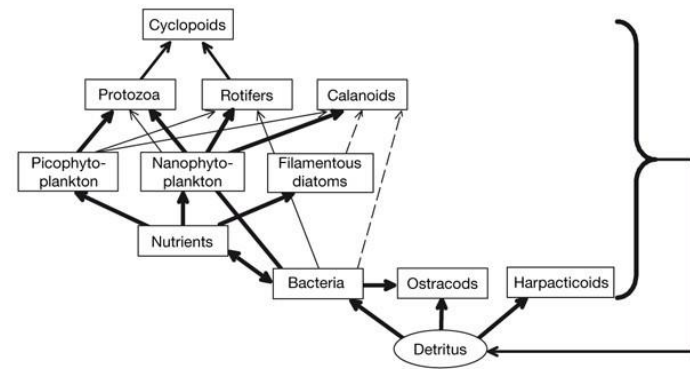 Cyclopoids
Protozoa
Rotifers
Calanoids
Picophyto-
plankton
Nanophyto-
plankton
Filamentous
diatoms
Nutrients
Bacteria
Ostracods
Harpacticoids
Detritus